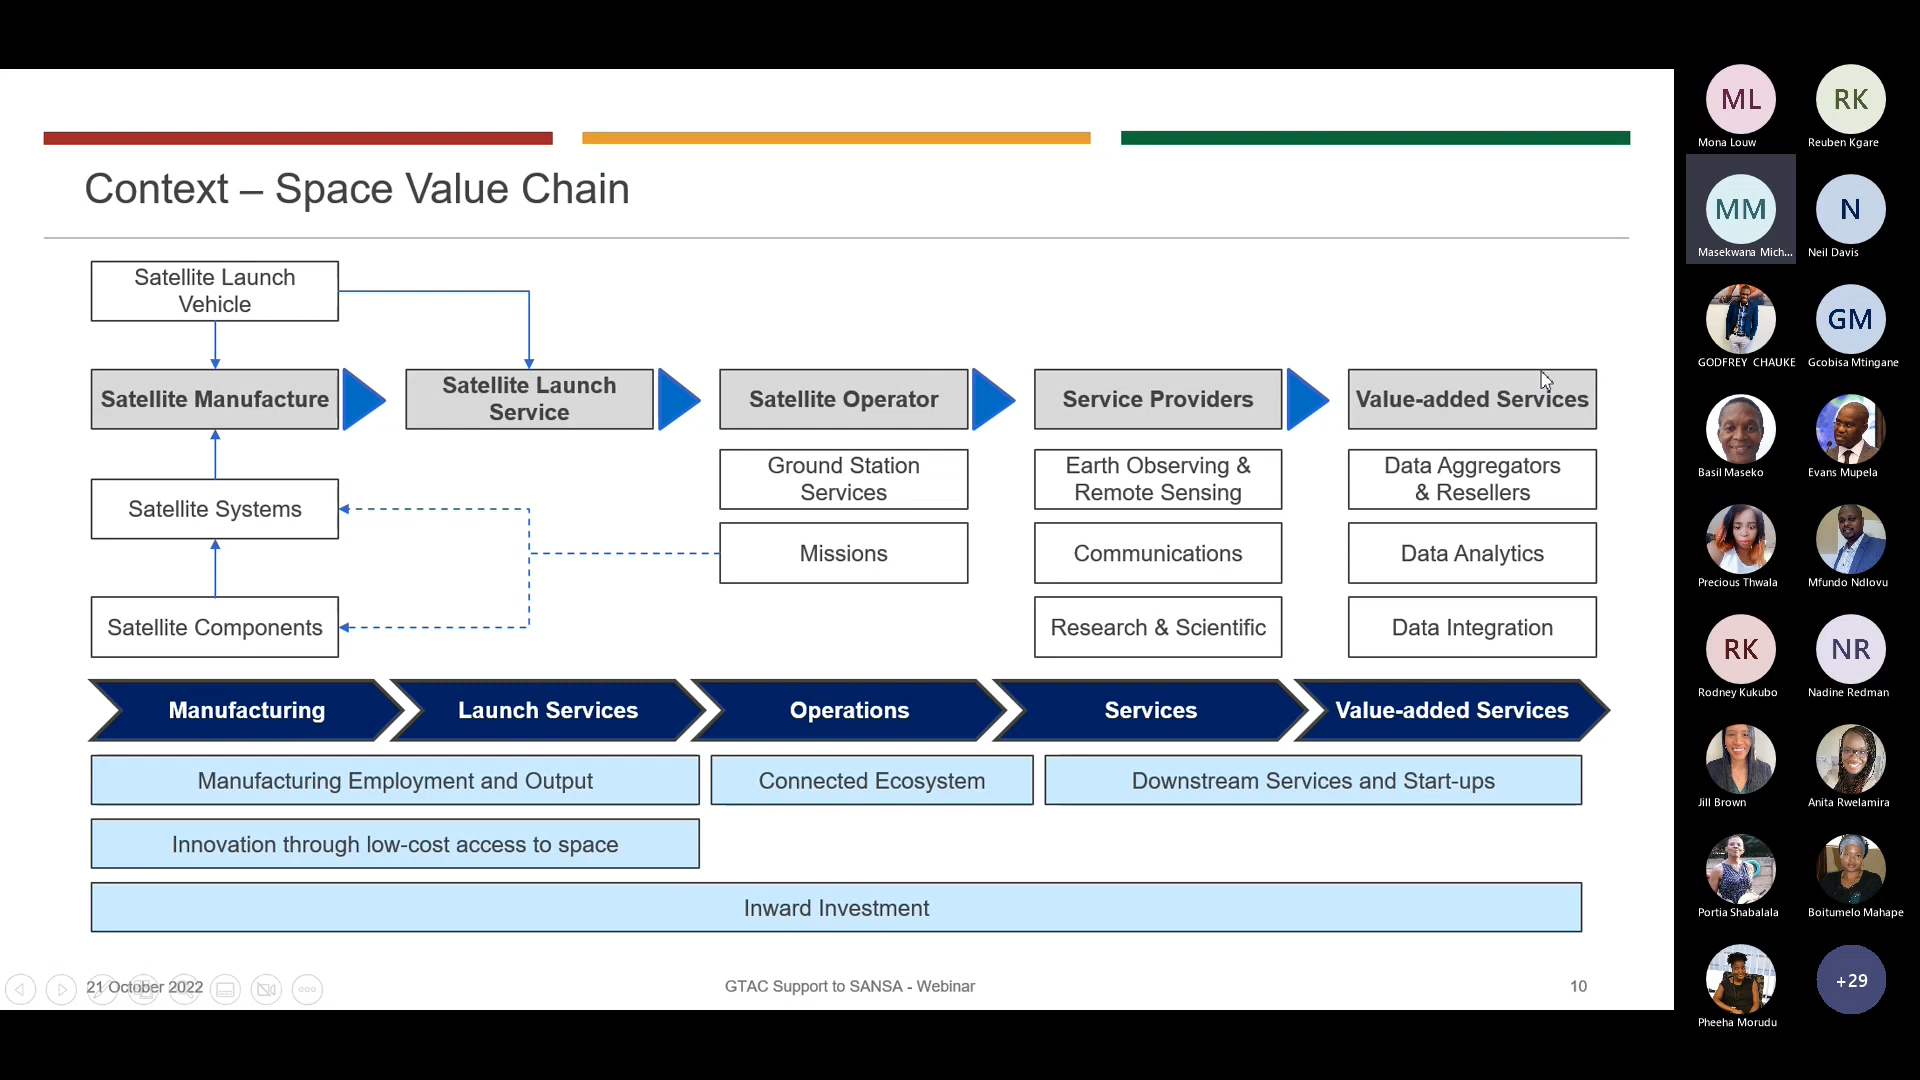 Context – Space Value Chain
Satellite Launch
Vehicle
Satellite Manufacture
Satellite Launch
Service
Satellite Operator
Service Providers
Value-added Services
Ground Station
Services
Earth Observing &
Remote Sensing
Data Aggregators
& Resellers
Satellite Systems
Missions
Communications
Data Analytics
Satellite Components
Research & Scientific
Data Integration
Manufacturing
Launch Services
Operations
Services
Value-added Services
Manufacturing Employment and Output
Connected Ecosystem
Downstream Services and Start-ups
Innovation through low-cost access to space
Inward Investment
21 October 2022
GTAC Support to SANSA - Webinar
10
ML
Mona Louw
RK
Reuben Kgare
MM
Masekwana Mich...
N
Neil Davis
GODFREY CHAUKE
GM
Gcobisa Mtingane
Basil Maseko
Evans Mupela
Precious Thwala
Mfundo Ndlovu
RK
Rodney Kukubo
NR
Nadine Redman
Jill Brown
Anita Rwelamira
Portia Shabalala
Boitumelo Mahape
Pheeha Morudu
+29